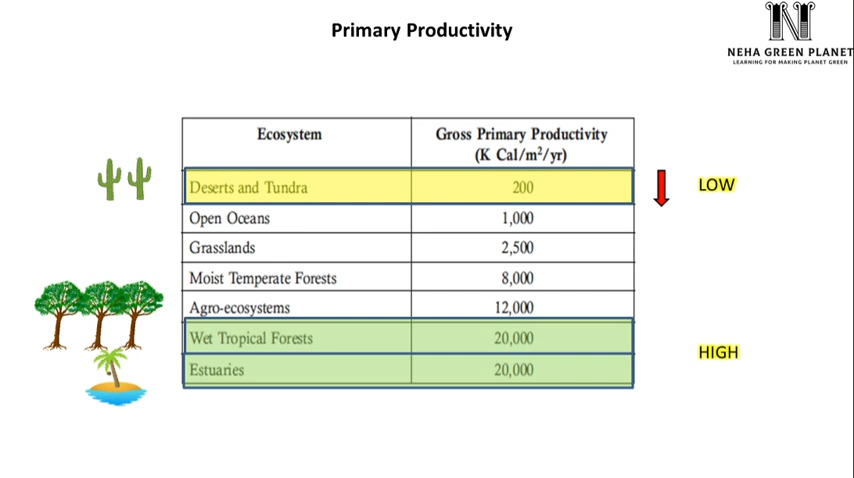 Primary Productivity
NEHA GREEN PLANET
LEARNING FOR MAKING PLANET GREEN
Ecosystem Gross Primary Productivity
(K Cal/m²/yr)
Deserts and Tundra 200
LOW
Open Oceans 1,000
Grasslands 2,500
Moist Temperate Forests 8,000
Agro-ecosystems 12,000
Wet Tropical Forests 20,000
HIGH
Estuaries 20,000